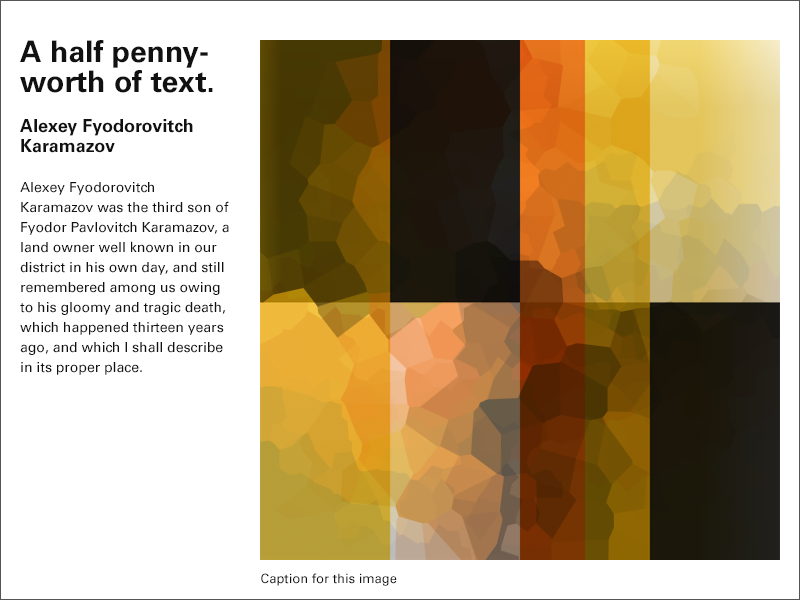 A half penny-
worth of text.
Alexey Fyodorovitch
Karamazov
Alexey Fyodorovitch
Karamazov was the third son of
Fyodor Pavlovitch Karamazov, a
land owner well known in our
district in his own day, and still
remembered among us owing
to his gloomy and tragic death,
which happened thirteen years
ago, and which I shall describe
in its proper place.
Caption for this image